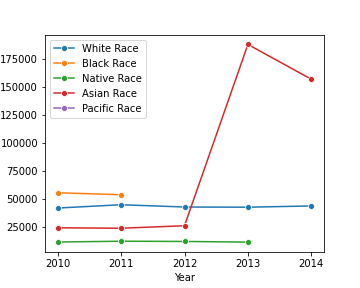 175000
150000
125000
100000
75000
50000
25000
White Race
Black Race
Native Race
Asian Race
Pacific Race
2010 2011 2012 2013 2014
Year